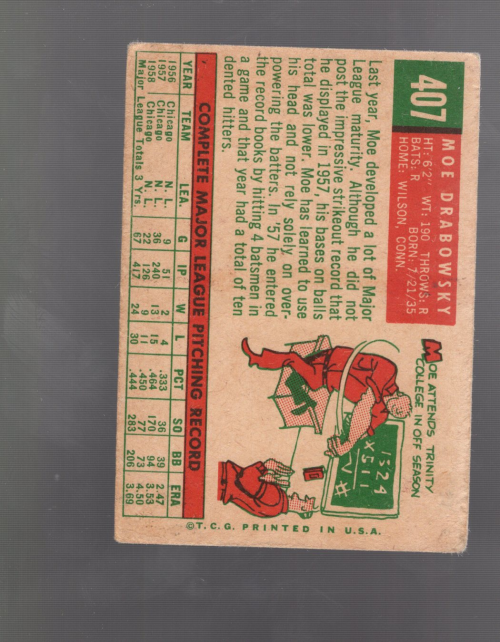 407
MOE DRABOWSKY
HT: 6'2" WT: 190 THROWS: R
BATS: R BORN: 7/21/35
HOME: WILSON, CONN.
MOE ATTENDS TRINITY
COLLEGE IN OFF SEASON
1524
x511
√#
Last year, Moe developed a lot of Major
League maturity. Although he did not
post the impressive strikeout record that
he displayed in 1957, his bases on balls
total was lower. Moe has learned to use
his head and not rely solely on over-
powering the batters. In '57 he entered
the record books by hitting 4 batsmen in
a game and that year had a total of ten
dented hitters.
COMPLETE MAJOR LEAGUE PITCHING RECORD
YEAR TEAM LEA. G IP W L PCT SO BB ERA
1956 Chicago N. L. 9 51 2 4 .333 36 39 2.47
1957 Chicago N. L. 36 240 13 15 .464 170 94 3.53
1958 Chicago N. L. 22 126 9 11 .450 77 73 4.50
Major League Totals 3 Yrs. 67 417 24 30 .444 283 206 3.69
©T.C.G. PRINTED IN U.S.A.